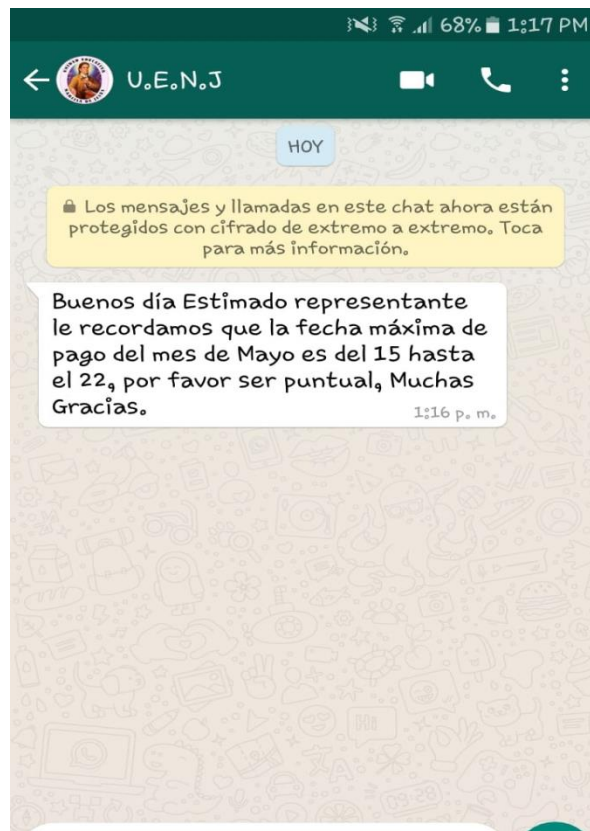 68% 1:17 PM
U.E.N.J
HOY
Los mensajes y llamadas en este chat ahora están
protegidos con cifrado de extremo a extremo. Toca
para más información.
Buenos día Estimado representante
le recordamos que la fecha máxima de
pago del mes de Mayo es del 15 hasta
el 22, por favor ser puntual, Muchas
Gracias.
1:16 p. m.